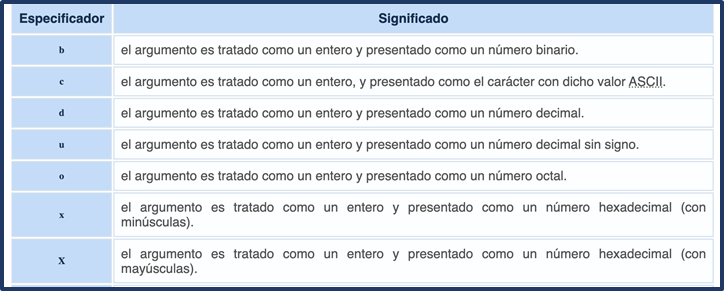 Especificador Significado
b el argumento es tratado como un entero y presentado como un número binario.
c el argumento es tratado como un entero, y presentado como el carácter con dicho valor ASCII.
d el argumento es tratado como un entero y presentado como un número decimal.
u el argumento es tratado como un entero y presentado como un número decimal sin signo.
o el argumento es tratado como un entero y presentado como un número octal.
x el argumento es tratado como un entero y presentado como un número hexadecimal (con
minúsculas).
X el argumento es tratado como un entero y presentado como un número hexadecimal (con
mayúsculas).